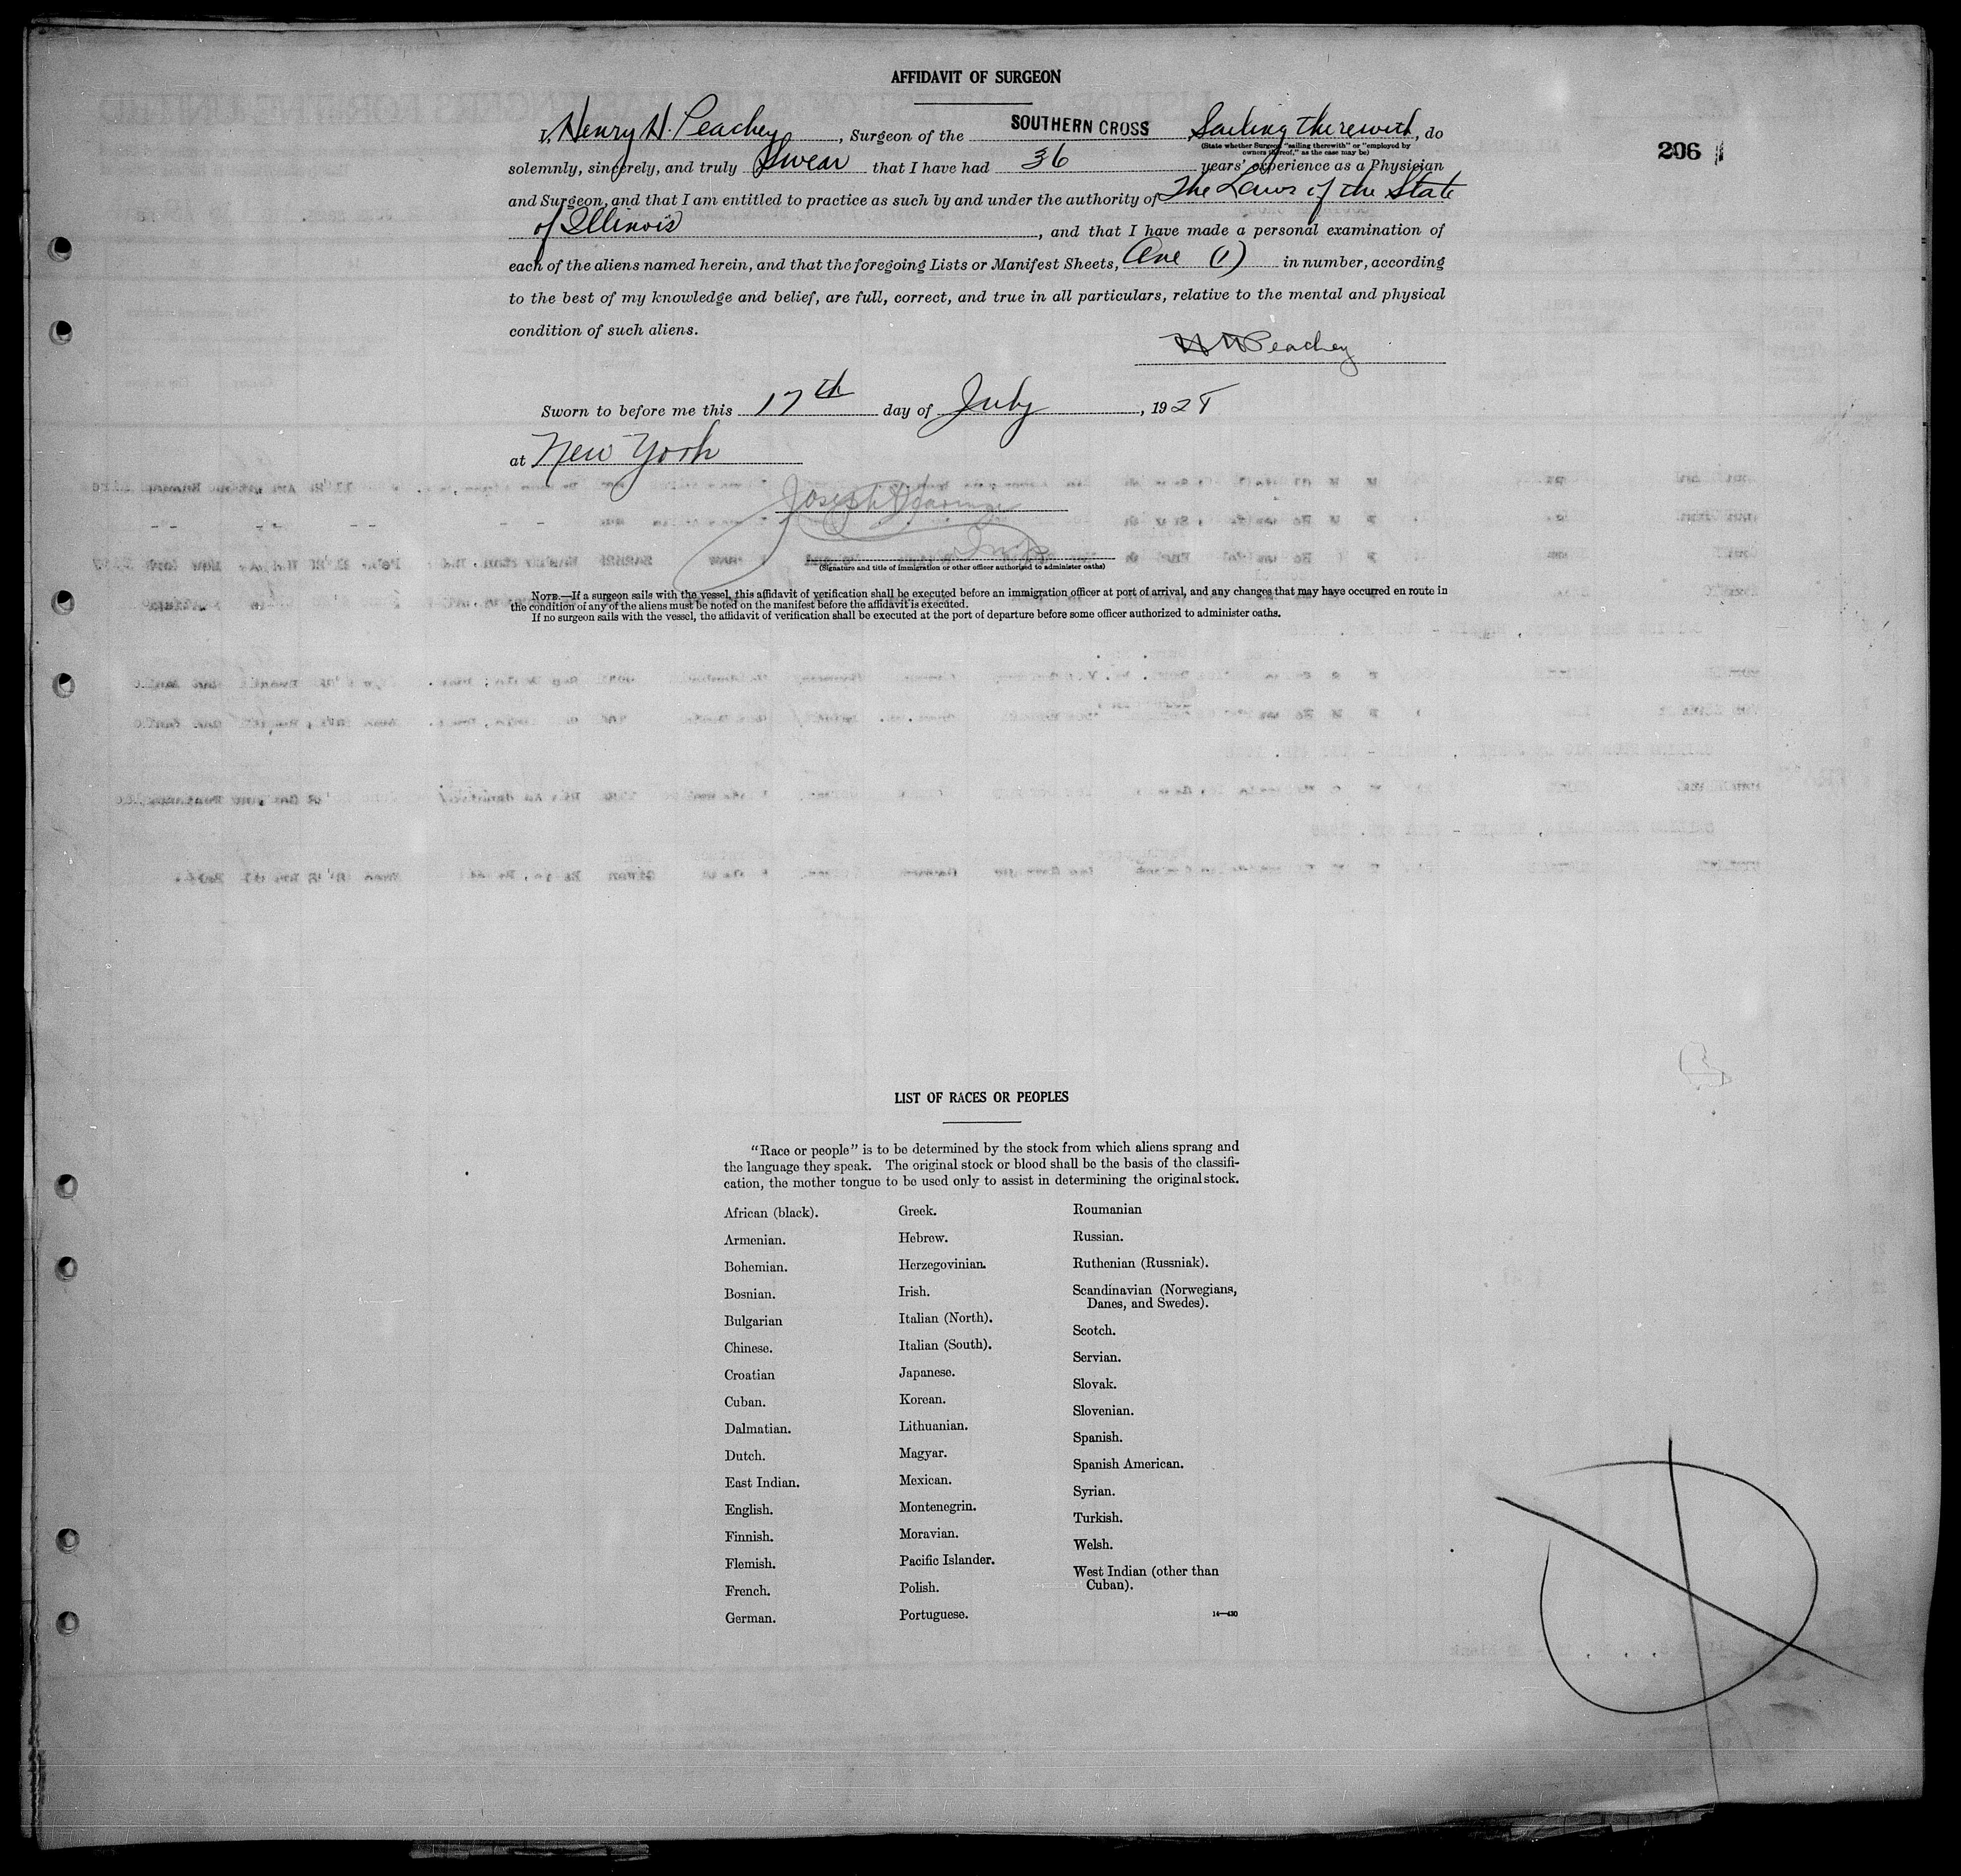 AFFIDAVIT OF SURGEON
I, Henry H. Peachey, Surgeon of the SOUTHERN CROSS, Sailing therewith, do
(State whether Surgeon "sailing therewith" or "employed by
owners thereof," as the case may be)
206
solemnly, sincerely, and truly Swear that I have had 36 years' experience as a Physician
and Surgeon, and that I am entitled to practice as such by and under the authority of The Laws of the State
of Illinois, and that I have made a personal examination of
each of the aliens named herein, and that the foregoing Lists or Manifest Sheets, One (1) in number, according
to the best of my knowledge and belief, are full, correct, and true in all particulars, relative to the mental and physical
condition of such aliens.
H H Peachey
Sworn to before me this 17th day of July, 1928
at New York
Joseph
Insp
(Signature and title of immigration or other officer authorized to administer oaths)
NOTE.—If a surgeon sails with the vessel, this affidavit of verification shall be executed before an immigration officer at port of arrival, and any changes that may have occurred en route in
the condition of any of the aliens must be noted on the manifest before the affidavit is executed.
If no surgeon sails with the vessel, the affidavit of verification shall be executed at the port of departure before some officer authorized to administer oaths.
LIST OF RACES OR PEOPLES
"Race or people" is to be determined by the stock from which aliens sprang and
the language they speak. The original stock or blood shall be the basis of the classifi-
cation, the mother tongue to be used only to assist in determining the original stock.
African (black).
Armenian.
Bohemian.
Bosnian.
Bulgarian
Chinese.
Croatian
Cuban.
Dalmatian.
Dutch.
East Indian.
English.
Finnish.
Flemish.
French.
German.
Greek.
Hebrew.
Herzegovinian.
Irish.
Italian (North).
Italian (South).
Japanese.
Korean.
Lithuanian.
Magyar.
Mexican.
Montenegrin.
Moravian.
Pacific Islander.
Polish.
Portuguese.
Roumanian
Russian.
Ruthenian (Russniak).
Scandinavian (Norwegians,
Danes, and Swedes).
Scotch.
Servian.
Slovak.
Slovenian.
Spanish.
Spanish American.
Syrian.
Turkish.
Welsh.
West Indian (other than
Cuban).
14—430